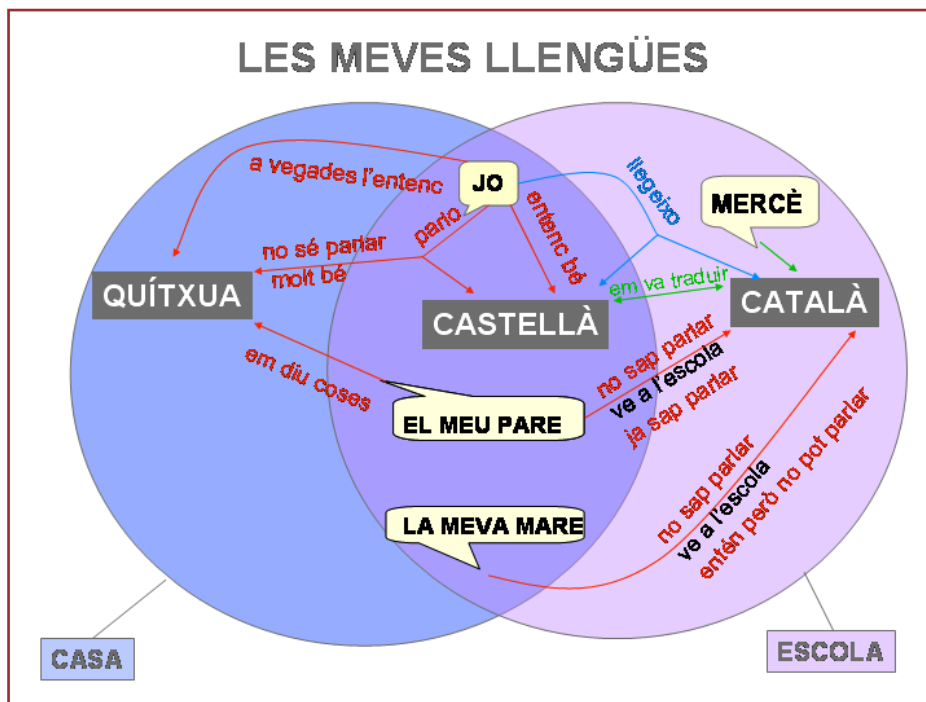 LES MEVES LLENGÜES
a vegades l'entenc
JO
llegeixo
MERCÈ
parlo
entenc bé
no sé parlar
molt bé
QUÍTXUA
em va traduir
CATALÀ
CASTELLÀ
em diu coses
no sap parlar
ve a l'escola
ja sap parlar
EL MEU PARE
no sap parlar
ve a l'escola
entén però no pot parlar
LA MEVA MARE
CASA
ESCOLA